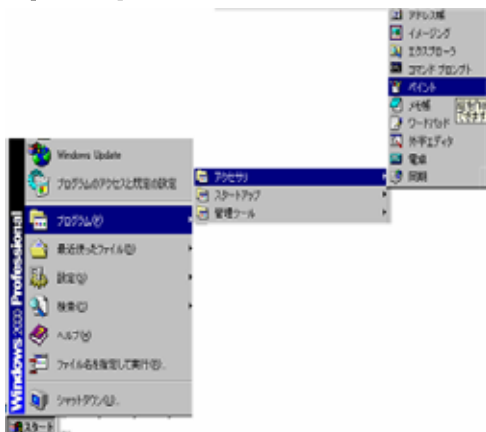 アドレス帳
イメージング
エクスプローラ
コマンド プロンプト
ペイント
メモ帳
ワードパッド
外字エディタ
電卓
同期
Windows Update
プログラムのアクセスと既定の設定
アクセサリ
スタートアップ
管理ツール
プログラム(P)
最近使ったファイル(D)
設定(S)
検索(C)
ヘルプ(H)
ファイル名を指定して実行(R)...
シャットダウン(U)...
Windows 2000 Professional
スタート